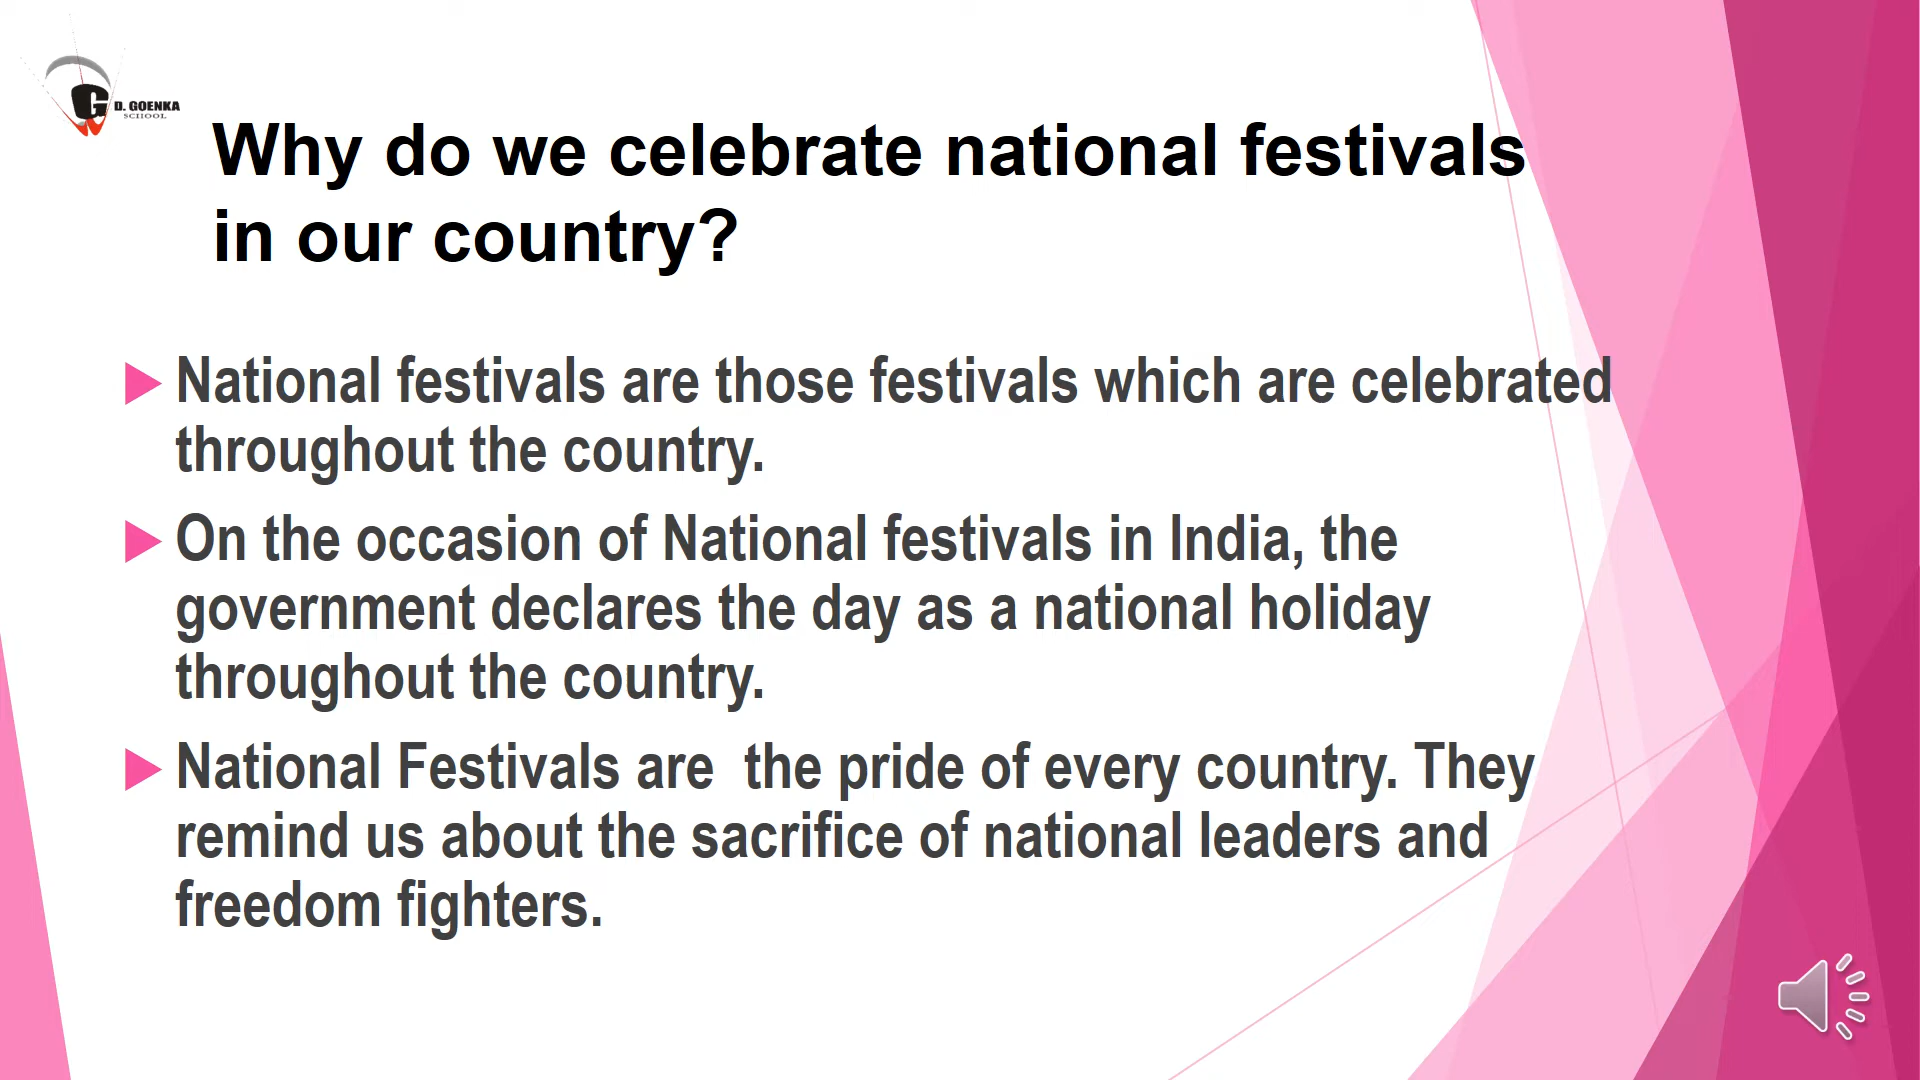 G D. GOENKA
SCHOOL
Why do we celebrate national festivals
in our country?
National festivals are those festivals which are celebrated
throughout the country.
On the occasion of National festivals in India, the
government declares the day as a national holiday
throughout the country.
National Festivals are  the pride of every country. They
remind us about the sacrifice of national leaders and
freedom fighters.